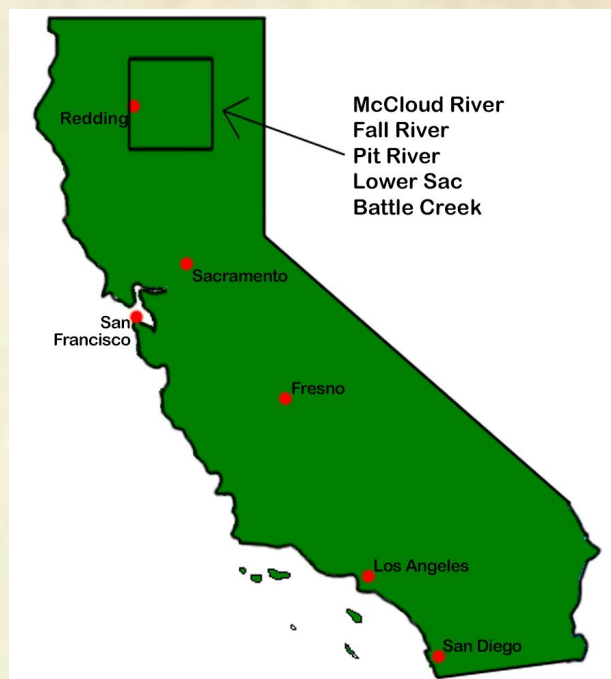 McCloud River
Fall River
Pit River
Lower Sac
Battle Creek
Redding
Sacramento
San
Francisco
Fresno
Los Angeles
San Diego